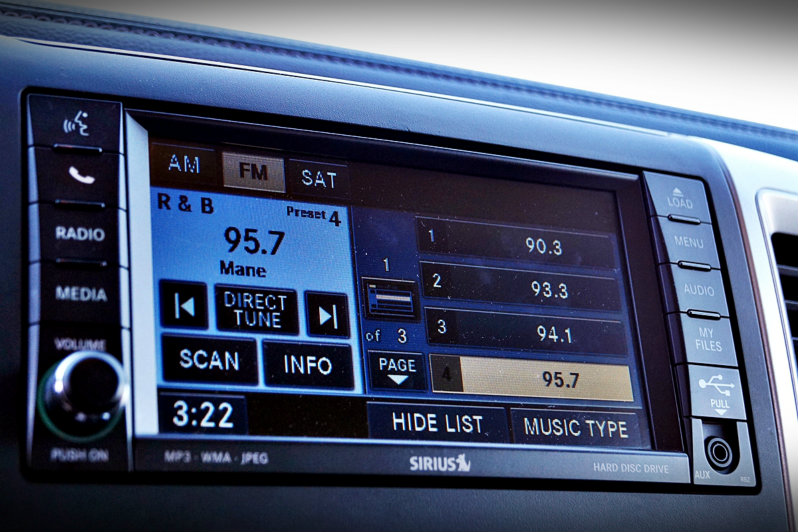 RADIO
MEDIA
VOLUME
PUSH ON
AM FM SAT
R & B Preset 4
95.7
Mane
DIRECT
TUNE
SCAN INFO
3:22
1
of 3
PAGE
1 90.3
2 93.3
3 94.1
4 95.7
HIDE LIST MUSIC TYPE
MP3 · WMA · JPEG
SIRIUS
HARD DISC DRIVE
LOAD
MENU
AUDIO
MY
FILES
PULL
AUX